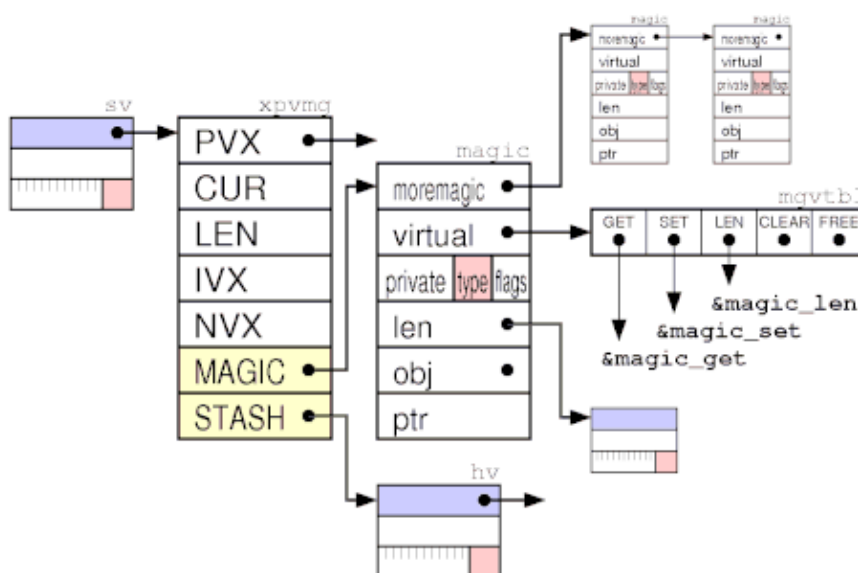 magic
magic
moremagic
moremagic
virtual
virtual
private type flags
private type flags
len
len
obj
obj
ptr
ptr
sv
xpvmg
PVX
CUR
LEN
IVX
NVX
MAGIC
STASH
magic
moremagic
virtual
private type flags
len
obj
ptr
mgvtbl
GET SET LEN CLEAR FREE
&magic_len
&magic_set
&magic_get
hv